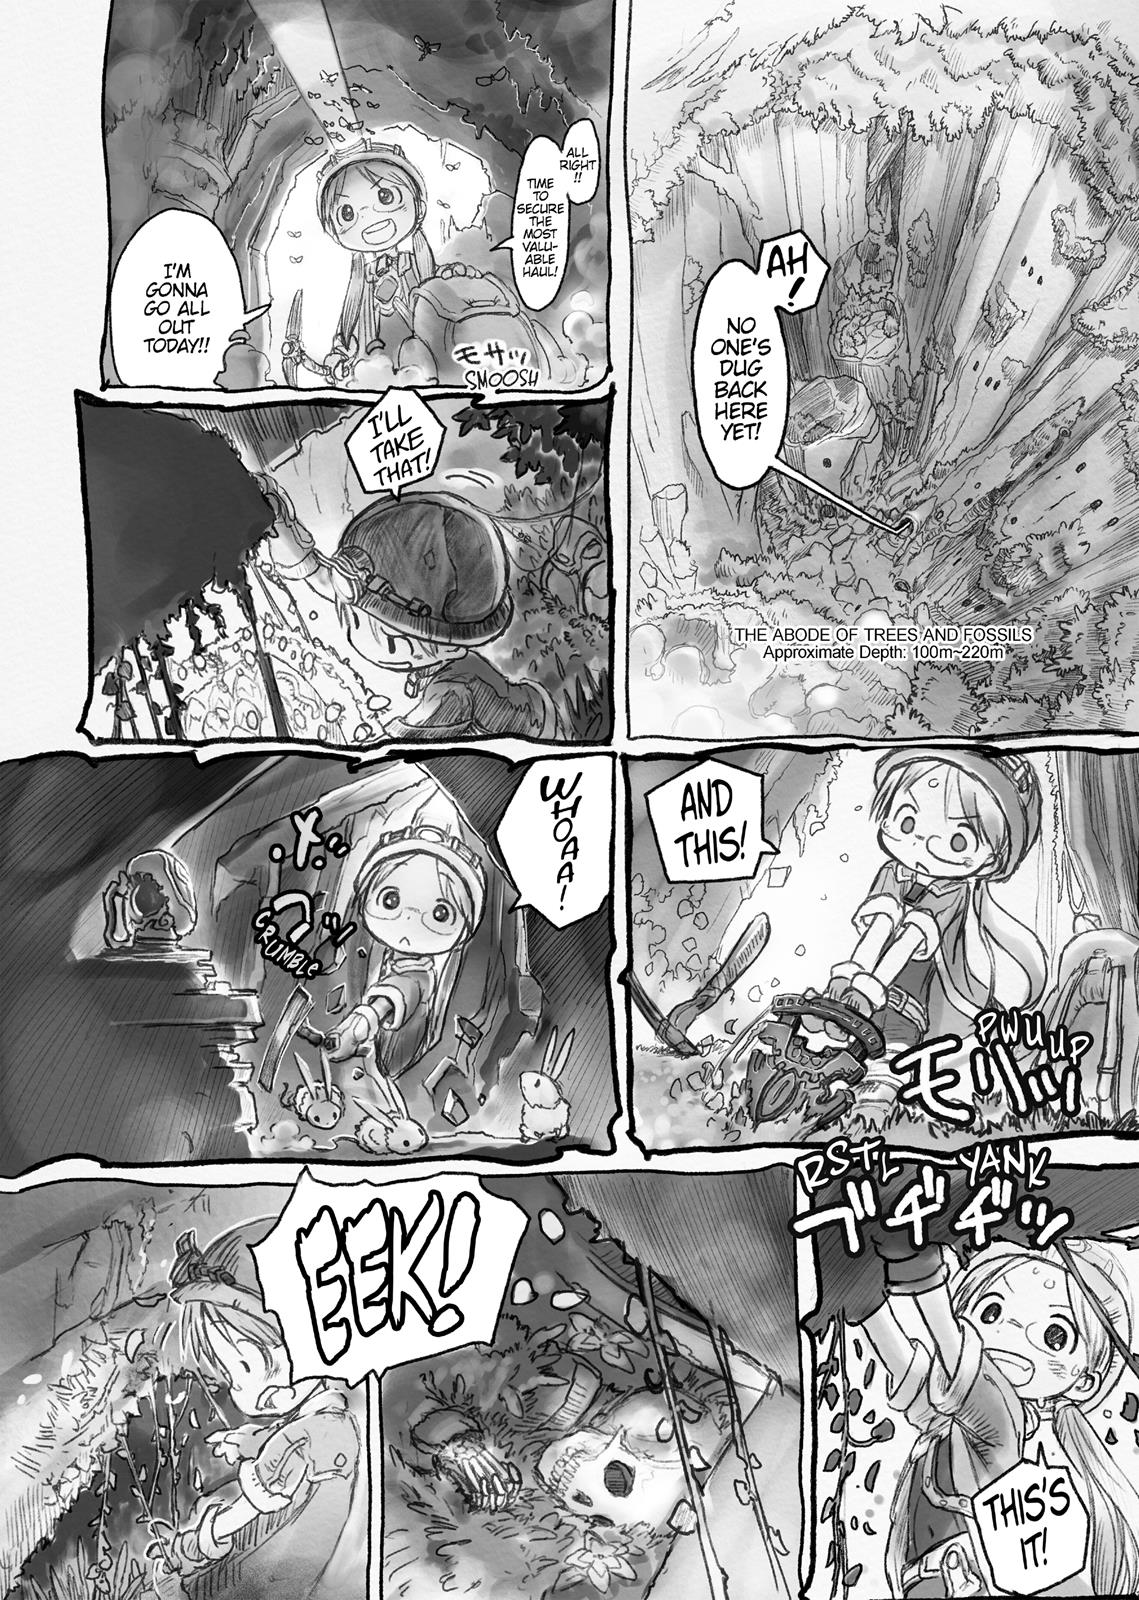 AH!
NO
ONE'S
DUG
BACK
HERE
YET!
THE ABODE OF TREES AND FOSSILS
Approximate Depth: 100m~220m
ALL
RIGHT
!!
TIME
TO
SECURE
THE
MOST
VALU-
ABLE
HAUL!
I'M
GONNA
GO ALL
OUT
TODAY!!
モサッ
SMOOSH
I'LL
TAKE
THAT!
AND
THIS!
PWUUP
モリッ
WHOAA!
CRUMBLE
RSTL YANK
ブギギッ
THIS'S
IT!
EEK!